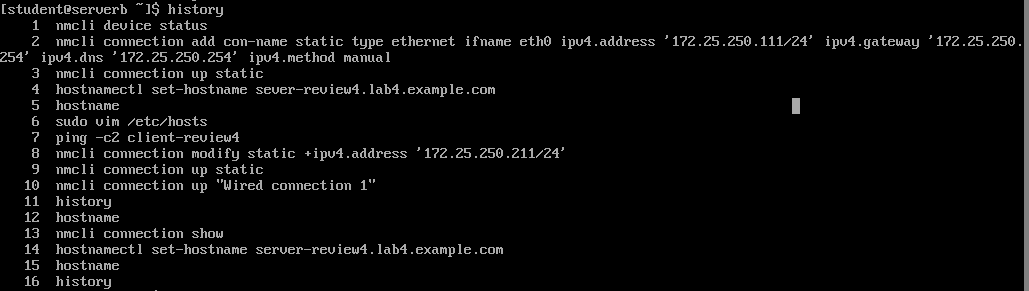 [student@serverb ~]$ history
    1  nmcli device status
    2  nmcli connection add con-name static type ethernet ifname eth0 ipv4.address '172.25.250.111/24' ipv4.gateway '172.25.250.
254' ipv4.dns '172.25.250.254' ipv4.method manual
    3  nmcli connection up static
    4  hostnamectl set-hostname sever-review4.lab4.example.com
    5  hostname
    6  sudo vim /etc/hosts
    7  ping -c2 client-review4
    8  nmcli connection modify static +ipv4.address '172.25.250.211/24'
    9  nmcli connection up static
   10  nmcli connection up "Wired connection 1"
   11  history
   12  hostname
   13  nmcli connection show
   14  hostnamectl set-hostname server-review4.lab4.example.com
   15  hostname
   16  history